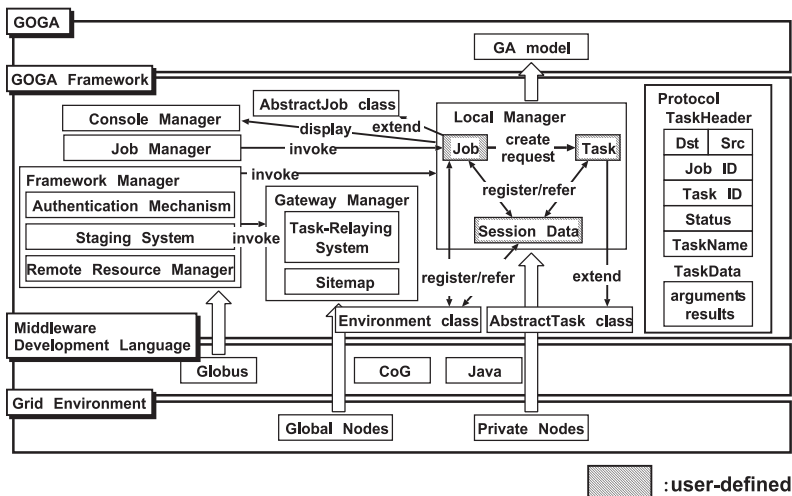 GOGA
GA model
GOGA Framework
AbstractJob class
Console Manager
display
extend
Job Manager
invoke
Local Manager
Job
create
request
Task
register/refer
Session Data
Framework Manager
invoke
Authentication Mechanism
Staging System
Remote Resource Manager
invoke
Gateway Manager
Task-Relaying
System
Sitemap
register/refer
extend
Environment class
AbstractTask class
Protocol
TaskHeader
Dst Src
Job ID
Task ID
Status
TaskName
TaskData
arguments
results
Middleware
Development Language
Globus
CoG
Java
Grid Environment
Global Nodes
Private Nodes
:user-defined